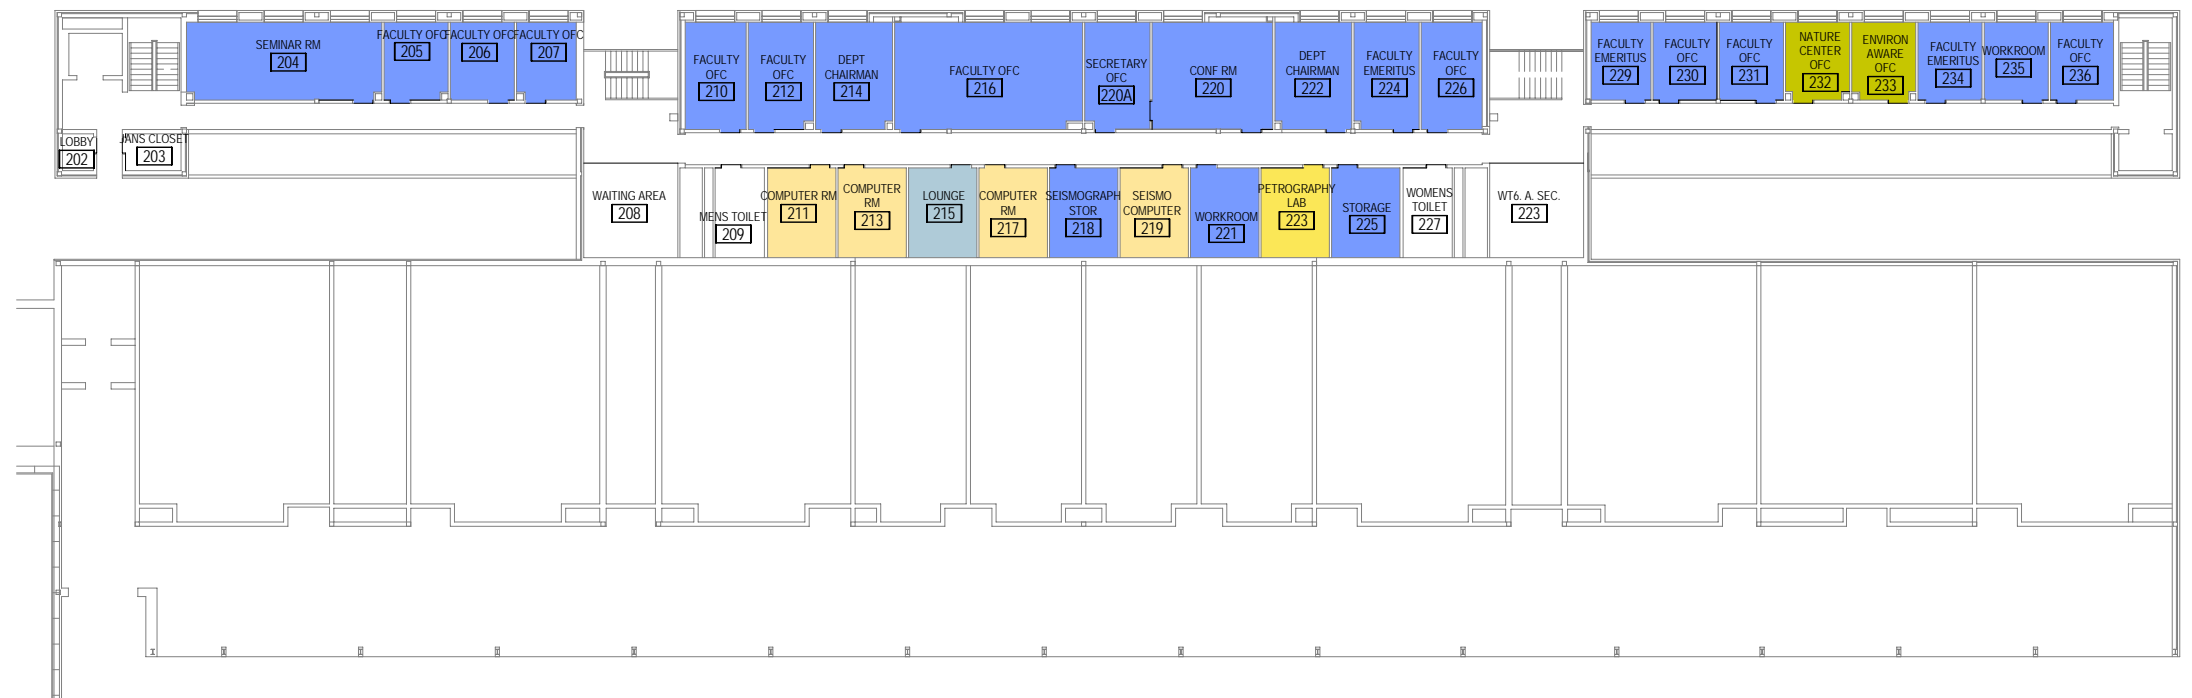 SEMINAR RM
204
FACULTY OFC
205
FACULTY OFC
206
FACULTY OFC
207
FACULTY
OFC
210
FACULTY
OFC
212
DEPT
CHAIRMAN
214
FACULTY OFC
216
SECRETARY
OFC
220A
CONF RM
220
DEPT
CHAIRMAN
222
FACULTY
EMERITUS
224
FACULTY
OFC
226
FACULTY
EMERITUS
229
FACULTY
OFC
230
FACULTY
OFC
231
NATURE
CENTER
OFC
232
ENVIRON
AWARE
OFC
233
FACULTY
EMERITUS
234
WORKROOM
235
FACULTY
OFC
236
LOBBY
202
JANS CLOSET
203
WAITING AREA
208
MENS TOILET
209
COMPUTER RM
211
COMPUTER
RM
213
LOUNGE
215
COMPUTER
RM
217
SEISMOGRAPH
STOR
218
SEISMO
COMPUTER
219
WORKROOM
221
PETROGRAPHY
LAB
223
STORAGE
225
WOMENS
TOILET
227
WT6. A. SEC.
223